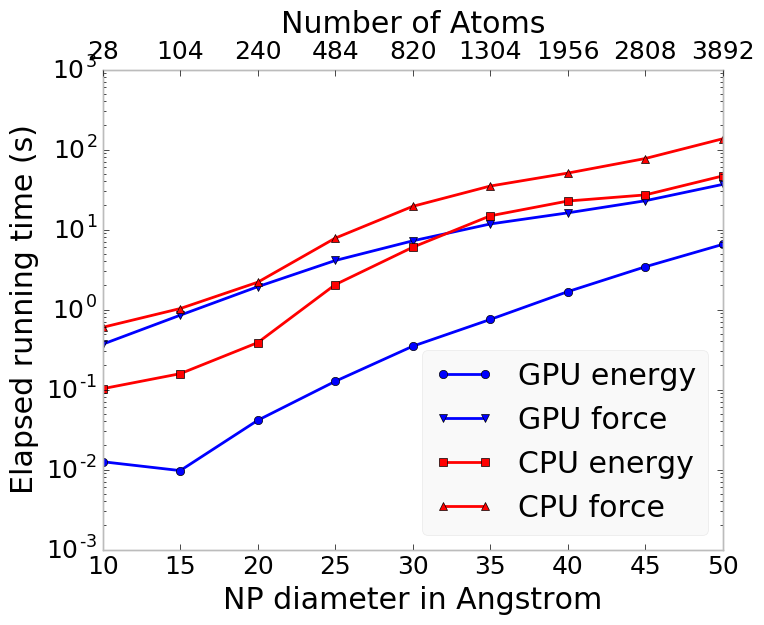 Number of Atoms
28 104 240 484 820 1304 1956 2808 3892
10³
10²
10¹
10⁰
10⁻¹
10⁻²
10⁻³
Elapsed running time (s)
GPU energy
GPU force
CPU energy
CPU force
10 15 20 25 30 35 40 45 50
NP diameter in Angstrom